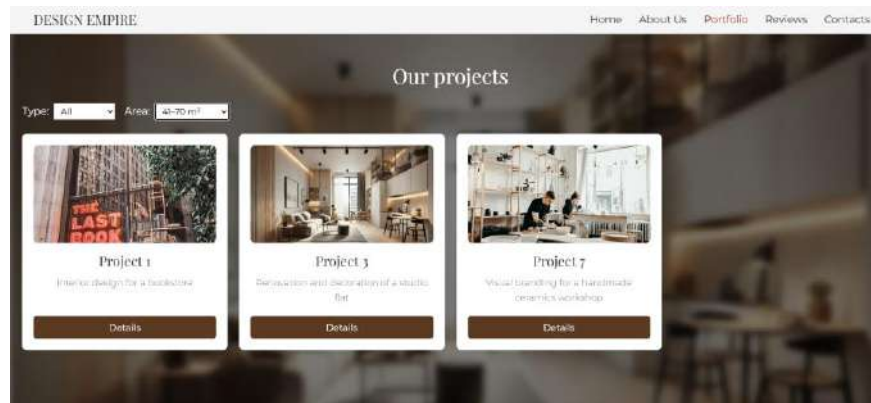 DESIGN EMPIRE
Home About Us Portfolio Reviews Contacts
Our projects
Type: All Area: 41-70 m²
THE
LAST
BOOK
Project 1
Interior design for a bookstore
Details
Project 3
Renovation and decoration of a studio
flat
Details
Project 7
Visual branding for a handmade
ceramics workshop
Details